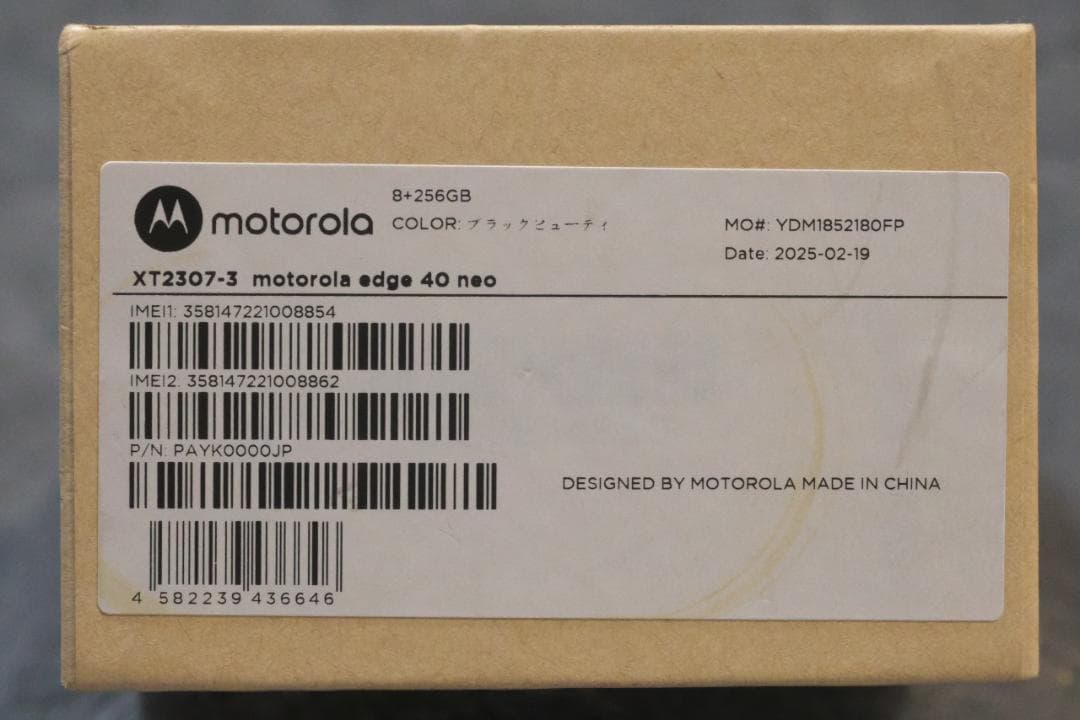 motorola
8+256GB
COLOR: ブラックビューティ
MO#: YDM1852180FP
Date: 2025-02-19
XT2307-3 motorola edge 40 neo
IMEI1: 358147221008854
IMEI2: 358147221008862
P/N: PAYK0000JP
DESIGNED BY MOTOROLA MADE IN CHINA
4 582239 436646